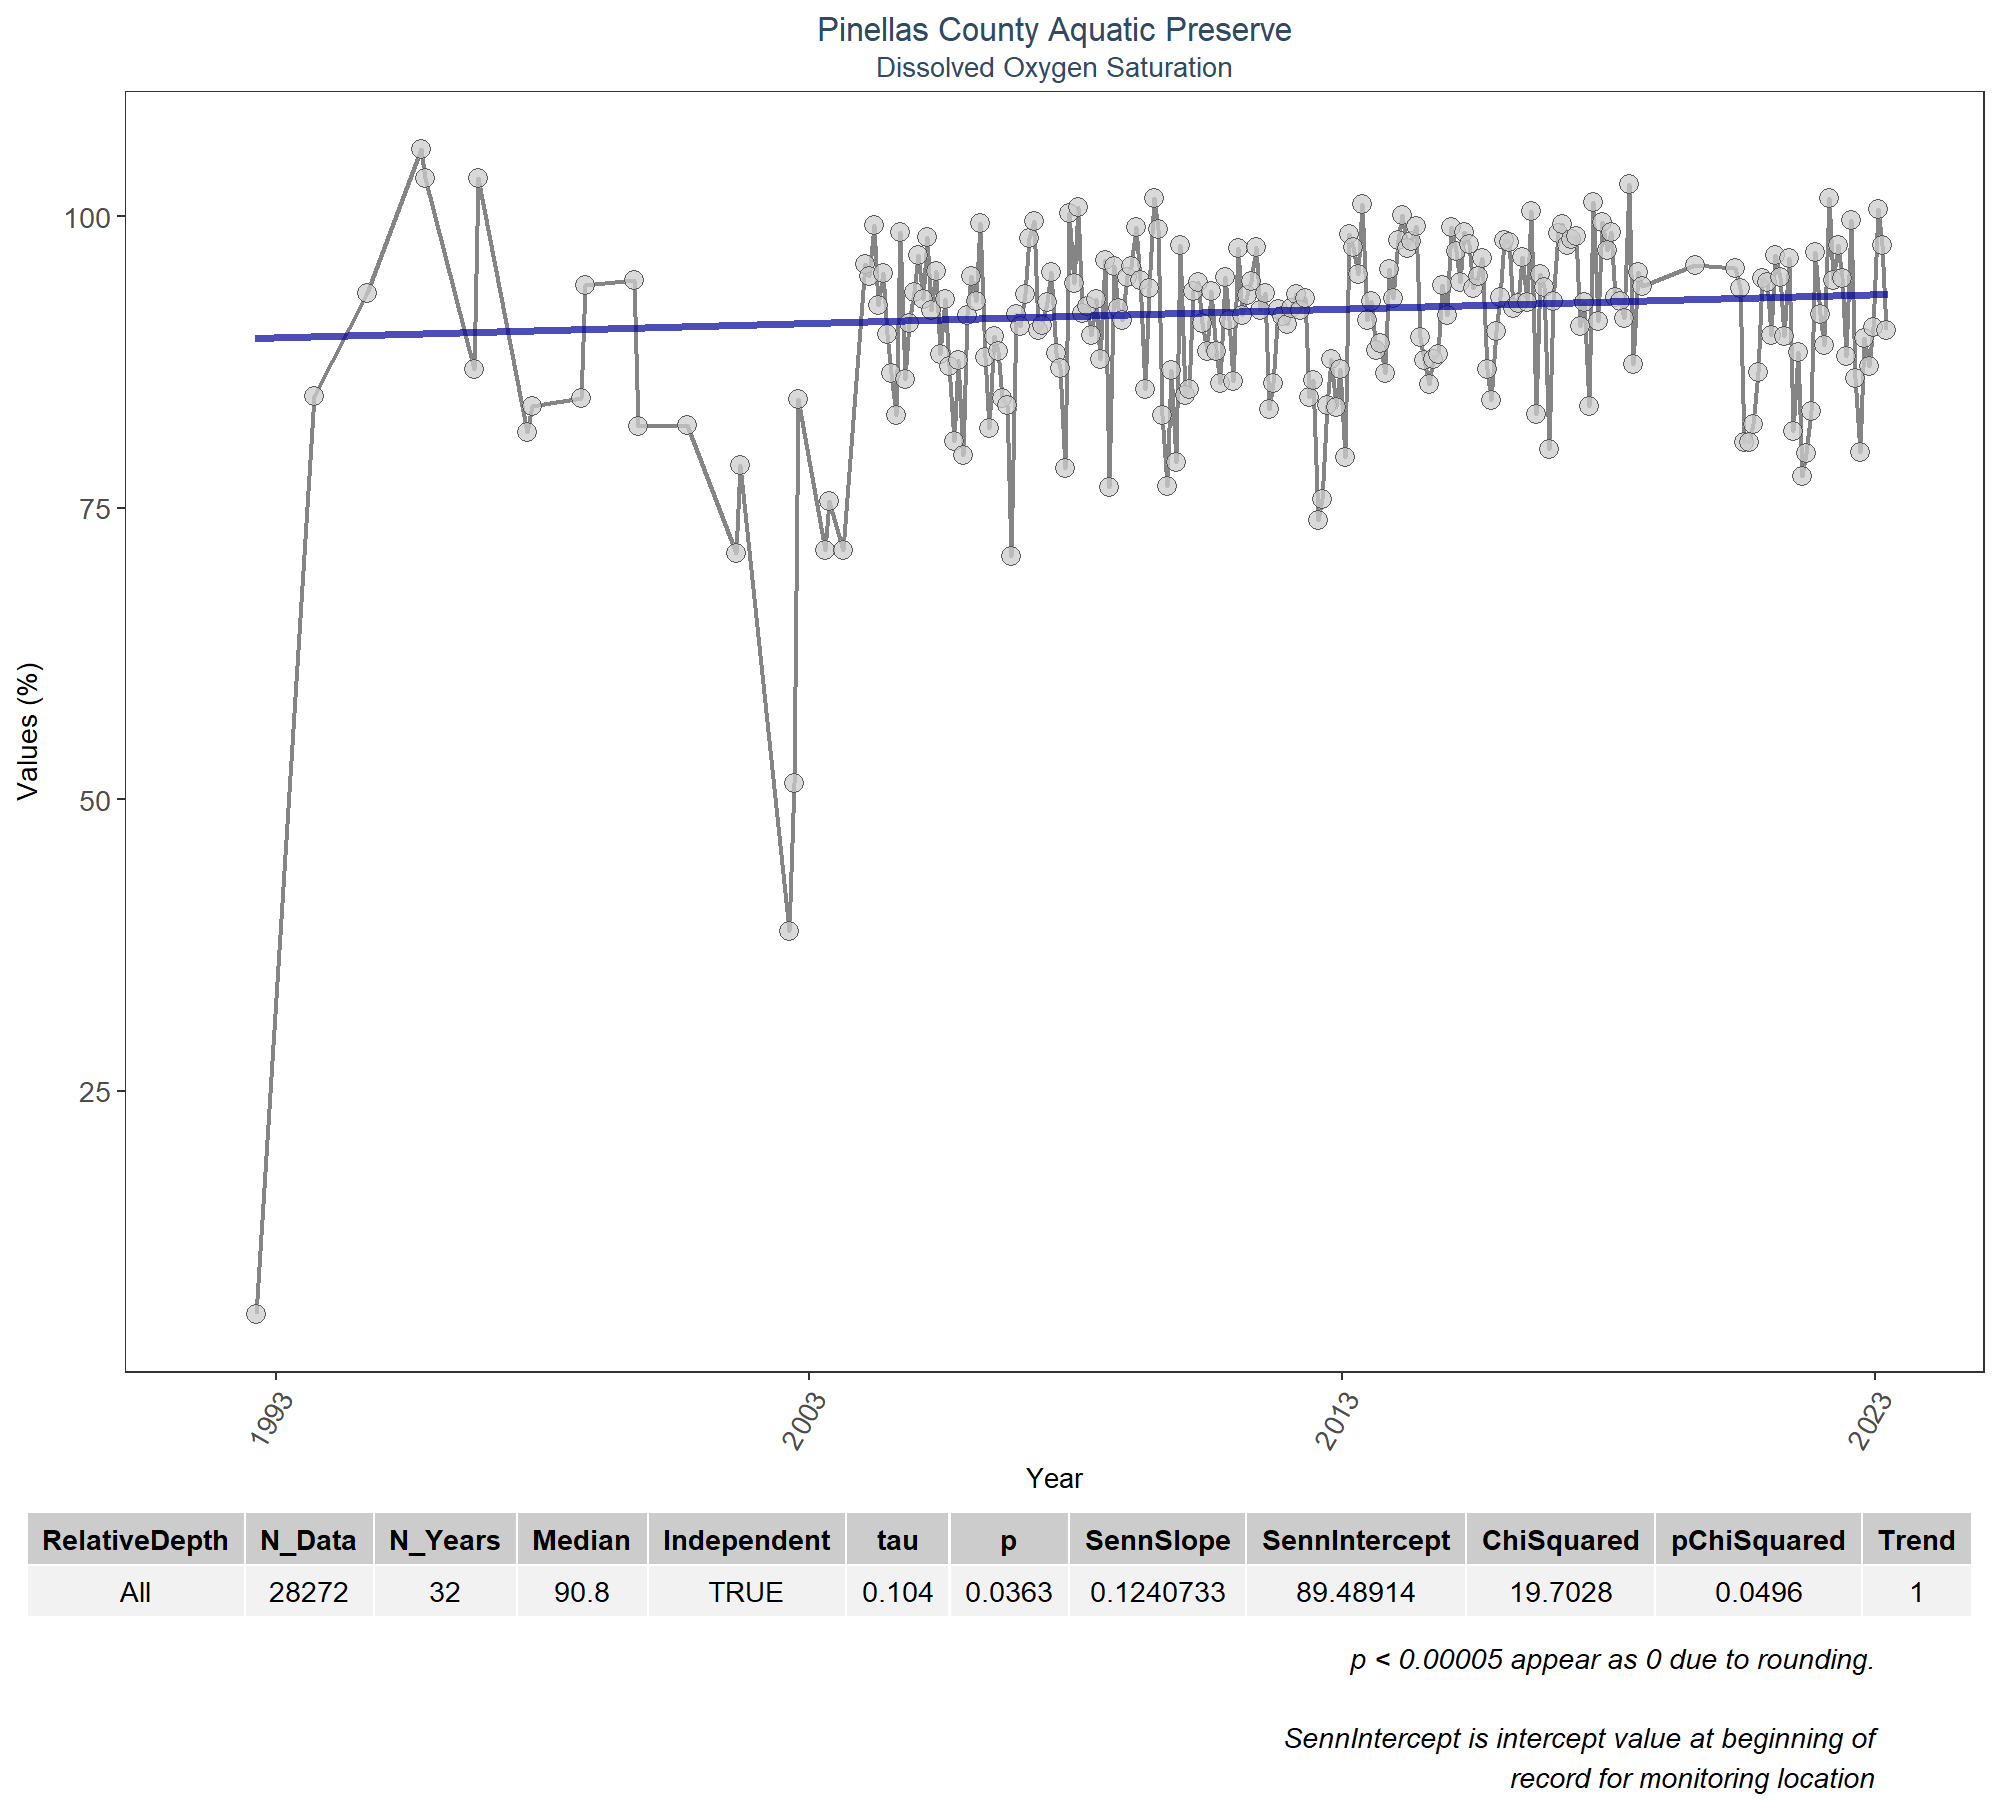 Pinellas County Aquatic Preserve
Dissolved Oxygen Saturation
100
75
50
25
Values (%)
1993 2003 2013 2023
Year
RelativeDepth N_Data N_Years Median Independent tau p SennSlope SennIntercept ChiSquared pChiSquared Trend
All 28272 32 90.8 TRUE 0.104 0.0363 0.1240733 89.48914 19.7028 0.0496 1
p < 0.00005 appear as 0 due to rounding.
SennIntercept is intercept value at beginning of
record for monitoring location